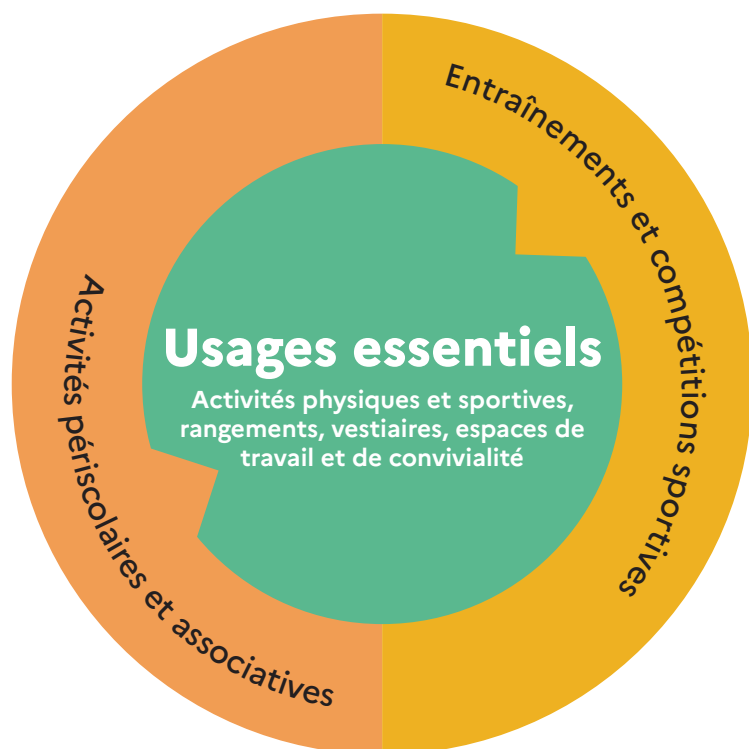 Entraînements et compétitions sportives
Usages essentiels
Activités physiques et sportives,
rangements, vestiaires, espaces de
travail et de convivialité
Activités périscolaires et associatives